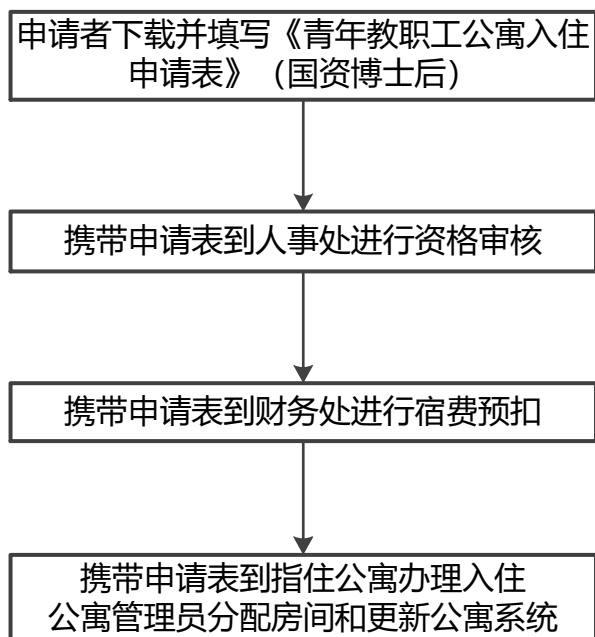 申请者下载并填写《青年教职工公寓入住
申请表》（国资博士后）
携带申请表到人事处进行资格审核
携带申请表到财务处进行宿费预扣
携带申请表到指住公寓办理入住
公寓管理员分配房间和更新公寓系统